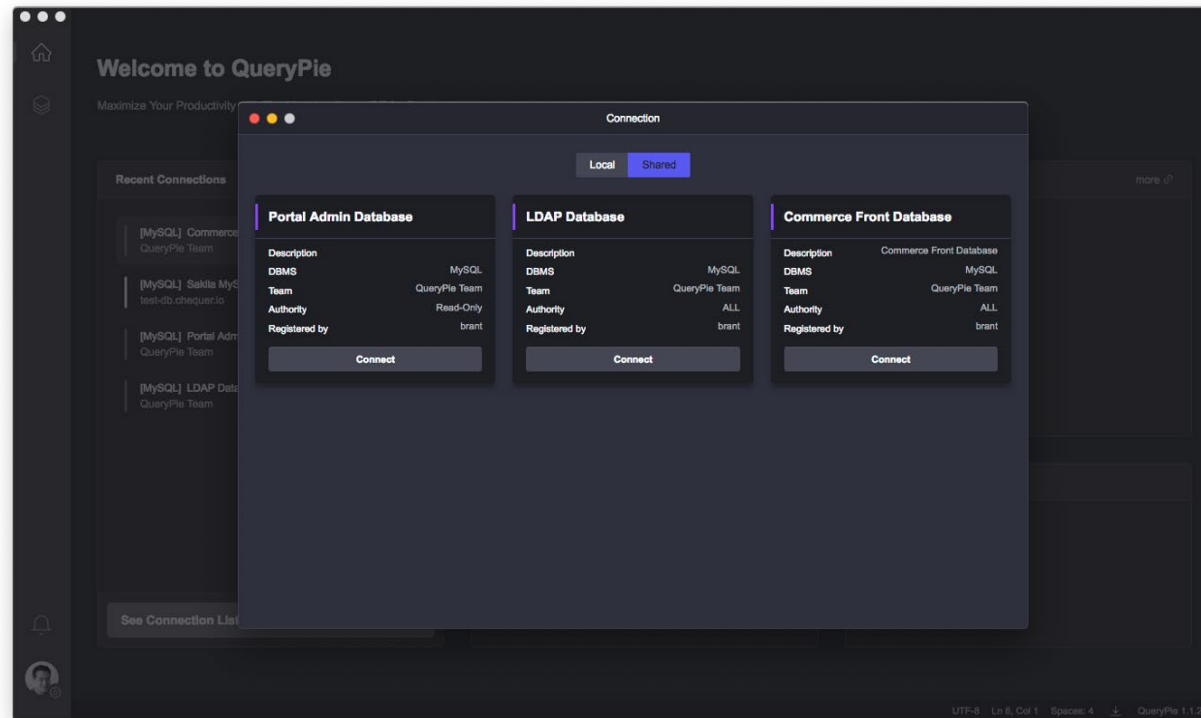 Welcome to QueryPie
Maximize Your Productivity
Connection
Local Shared
Recent Connections
more
[MySQL] Commerce
QueryPie Team
[MySQL] Sakila MyS
test-db.chequer.io
[MySQL] Portal Adm
QueryPie Team
[MySQL] LDAP Data
QueryPie Team
See Connection List
Portal Admin Database
Description
DBMS MySQL
Team QueryPie Team
Authority Read-Only
Registered by brant
Connect
LDAP Database
Description
DBMS MySQL
Team QueryPie Team
Authority ALL
Registered by brant
Connect
Commerce Front Database
Description Commerce Front Database
DBMS MySQL
Team QueryPie Team
Authority ALL
Registered by brant
Connect
UTF-8 Ln 8, Col 1 Spaces: 4 QueryPie 1.1.2